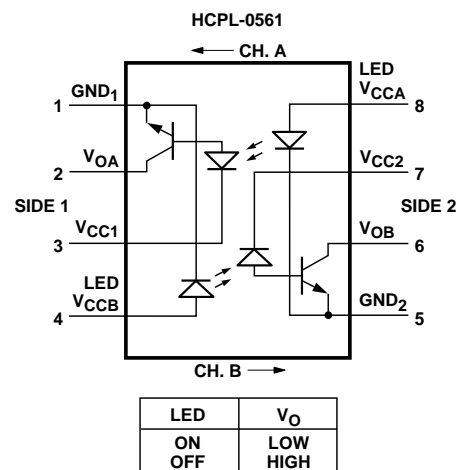 HCPL-0561
← CH. A
1 GND1
2 VOA
SIDE 1
3 VCC1
LED
4 VCCB
LED
VCCA 8
VCC2 7
SIDE 2
VOB 6
GND2 5
CH. B →
LED VO
ON LOW
OFF HIGH